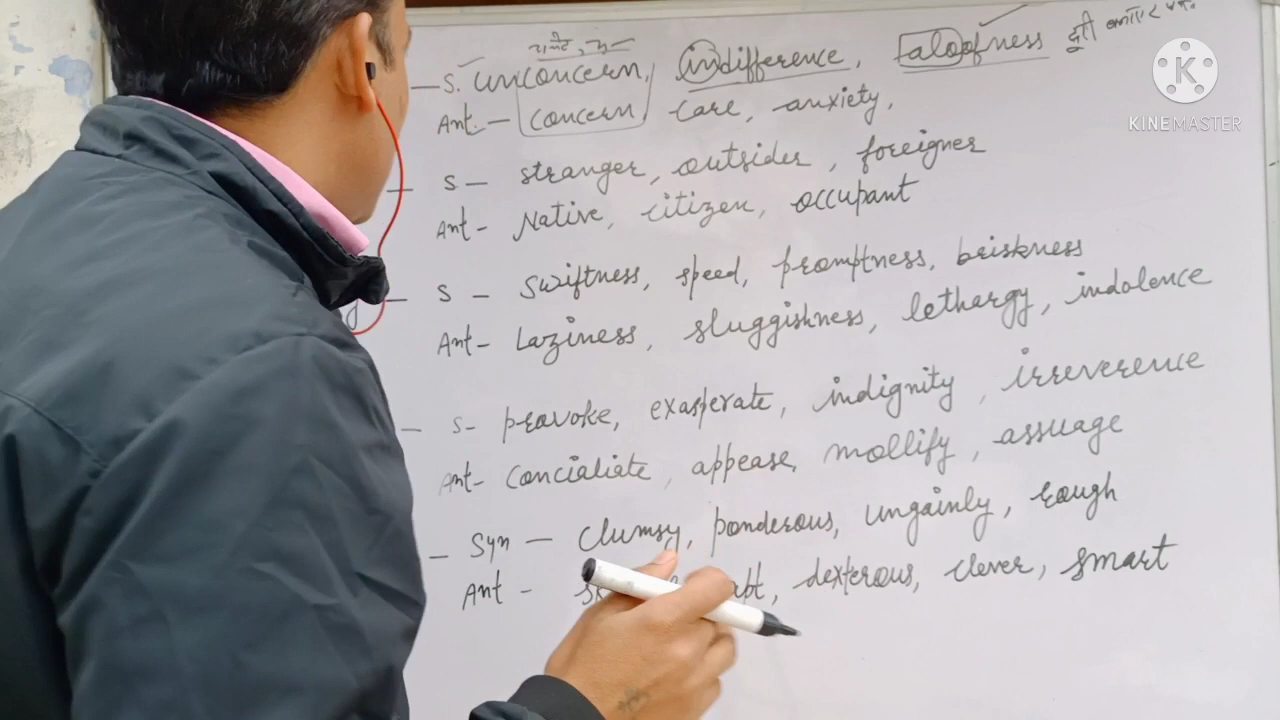 S. unconcern, indifference, aloofness दूरी
Ant. - concern, care, anxiety,
S - stranger, outsider, foreigner
Ant - Native, citizen, occupant
S - swiftness, speed, promptness, briskness
Ant - Laziness, sluggishness, lethargy, indolence
S - provoke, exasperate, indignity, irreverence
Ant - conciliate, appease, mollify, assuage
Syn - clumsy, ponderous, ungainly, rough
Ant - apt, dexterous, clever, smart
KINEMASTER